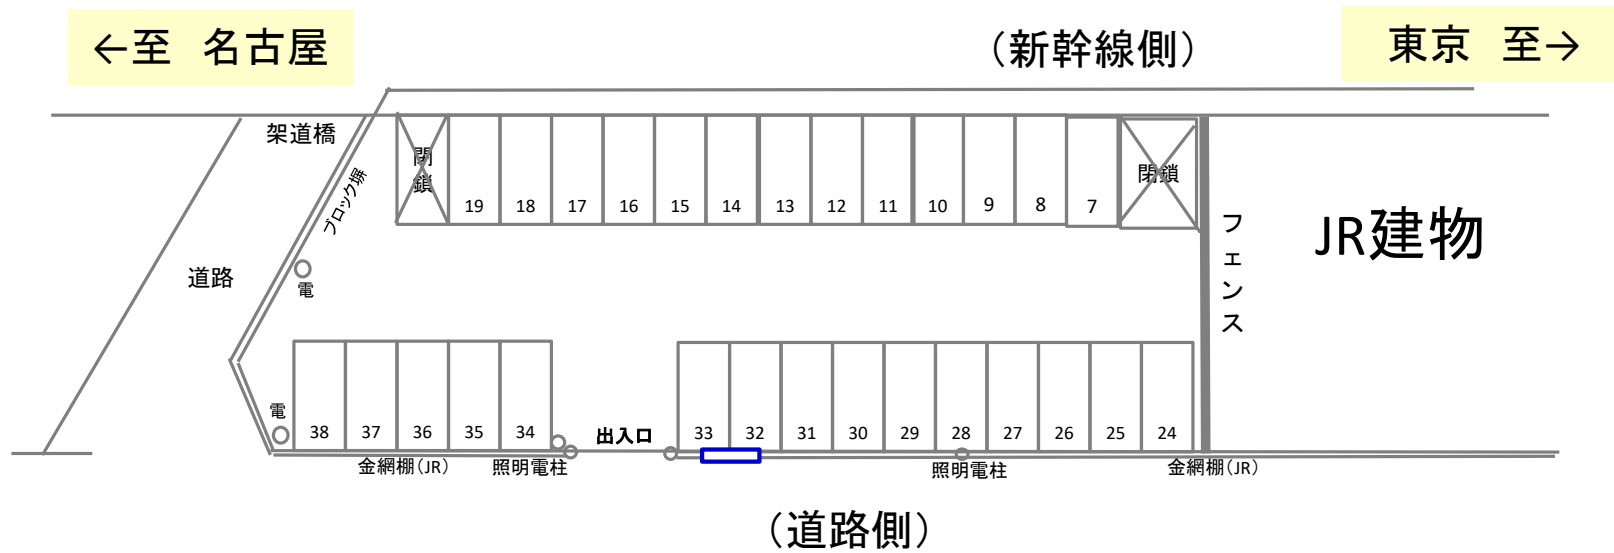 ←至　名古屋
（新幹線側）
東京　至→
架道橋
ブロック塀
閉鎖
19 18 17 16 15 14 13 12 11 10 9 8 7
閉鎖
フェンス
JR建物
道路
電
電
38 37 36 35 34
出入口
33 32 31 30 29 28 27 26 25 24
金網棚（JR）
照明電柱
照明電柱
金網棚（JR）
（道路側）